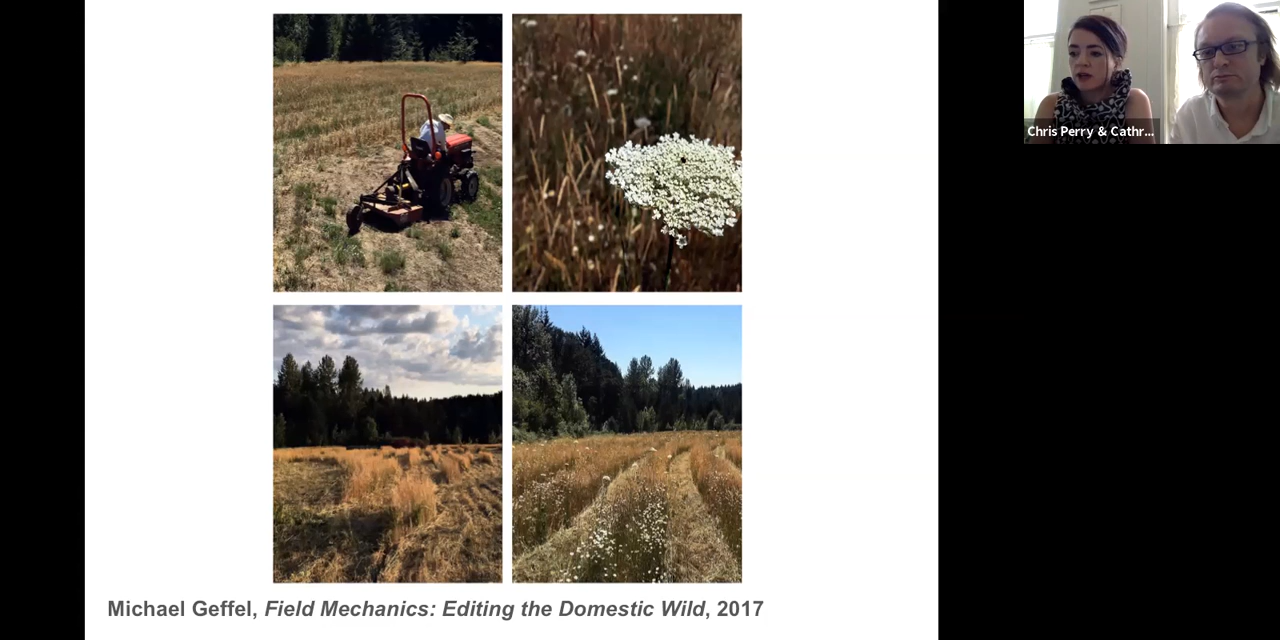 Chris Perry & Cathr...
Michael Geffel, Field Mechanics: Editing the Domestic Wild, 2017